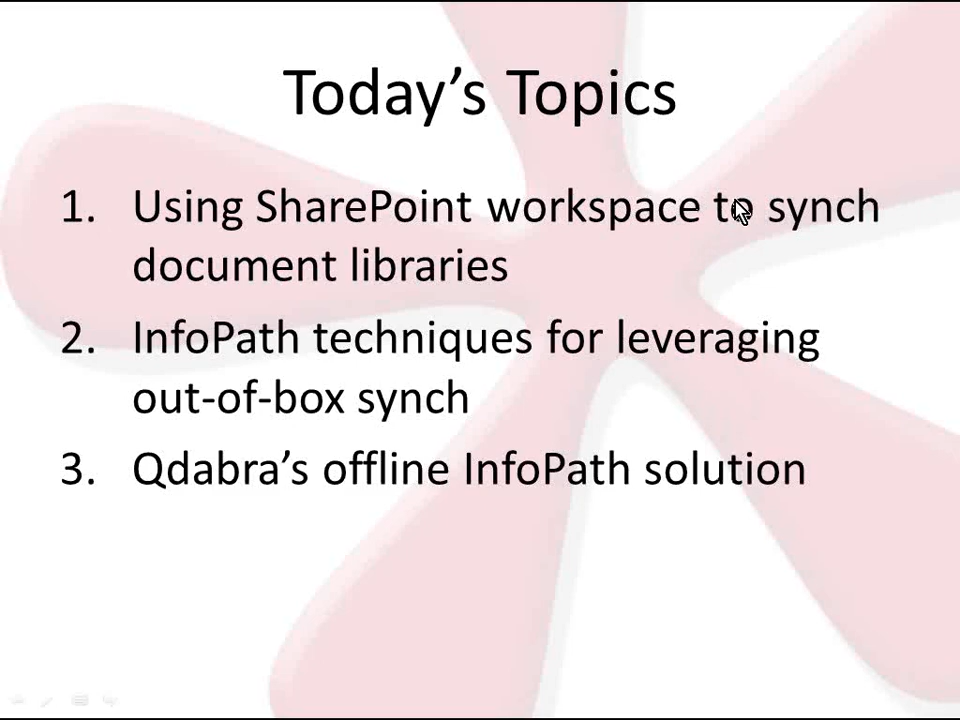 Today’s Topics
1. Using SharePoint workspace to synch
document libraries
2. InfoPath techniques for leveraging
out-of-box synch
3. Qdabra’s offline InfoPath solution